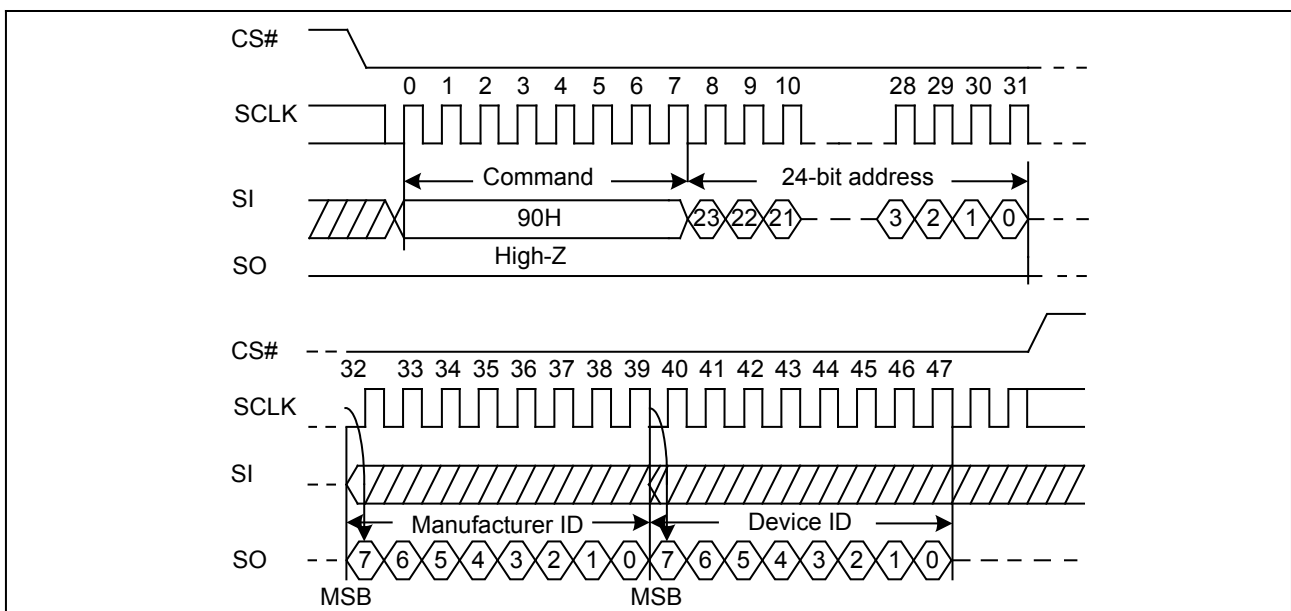 CS#
0 1 2 3 4 5 6 7 8 9 10 28 29 30 31
SCLK
Command 24-bit address
SI
90H 23 22 21 3 2 1 0
High-Z
SO
CS#
32 33 34 35 36 37 38 39 40 41 42 43 44 45 46 47
SCLK
SI
Manufacturer ID Device ID
SO 7 6 5 4 3 2 1 0 7 6 5 4 3 2 1 0
MSB MSB